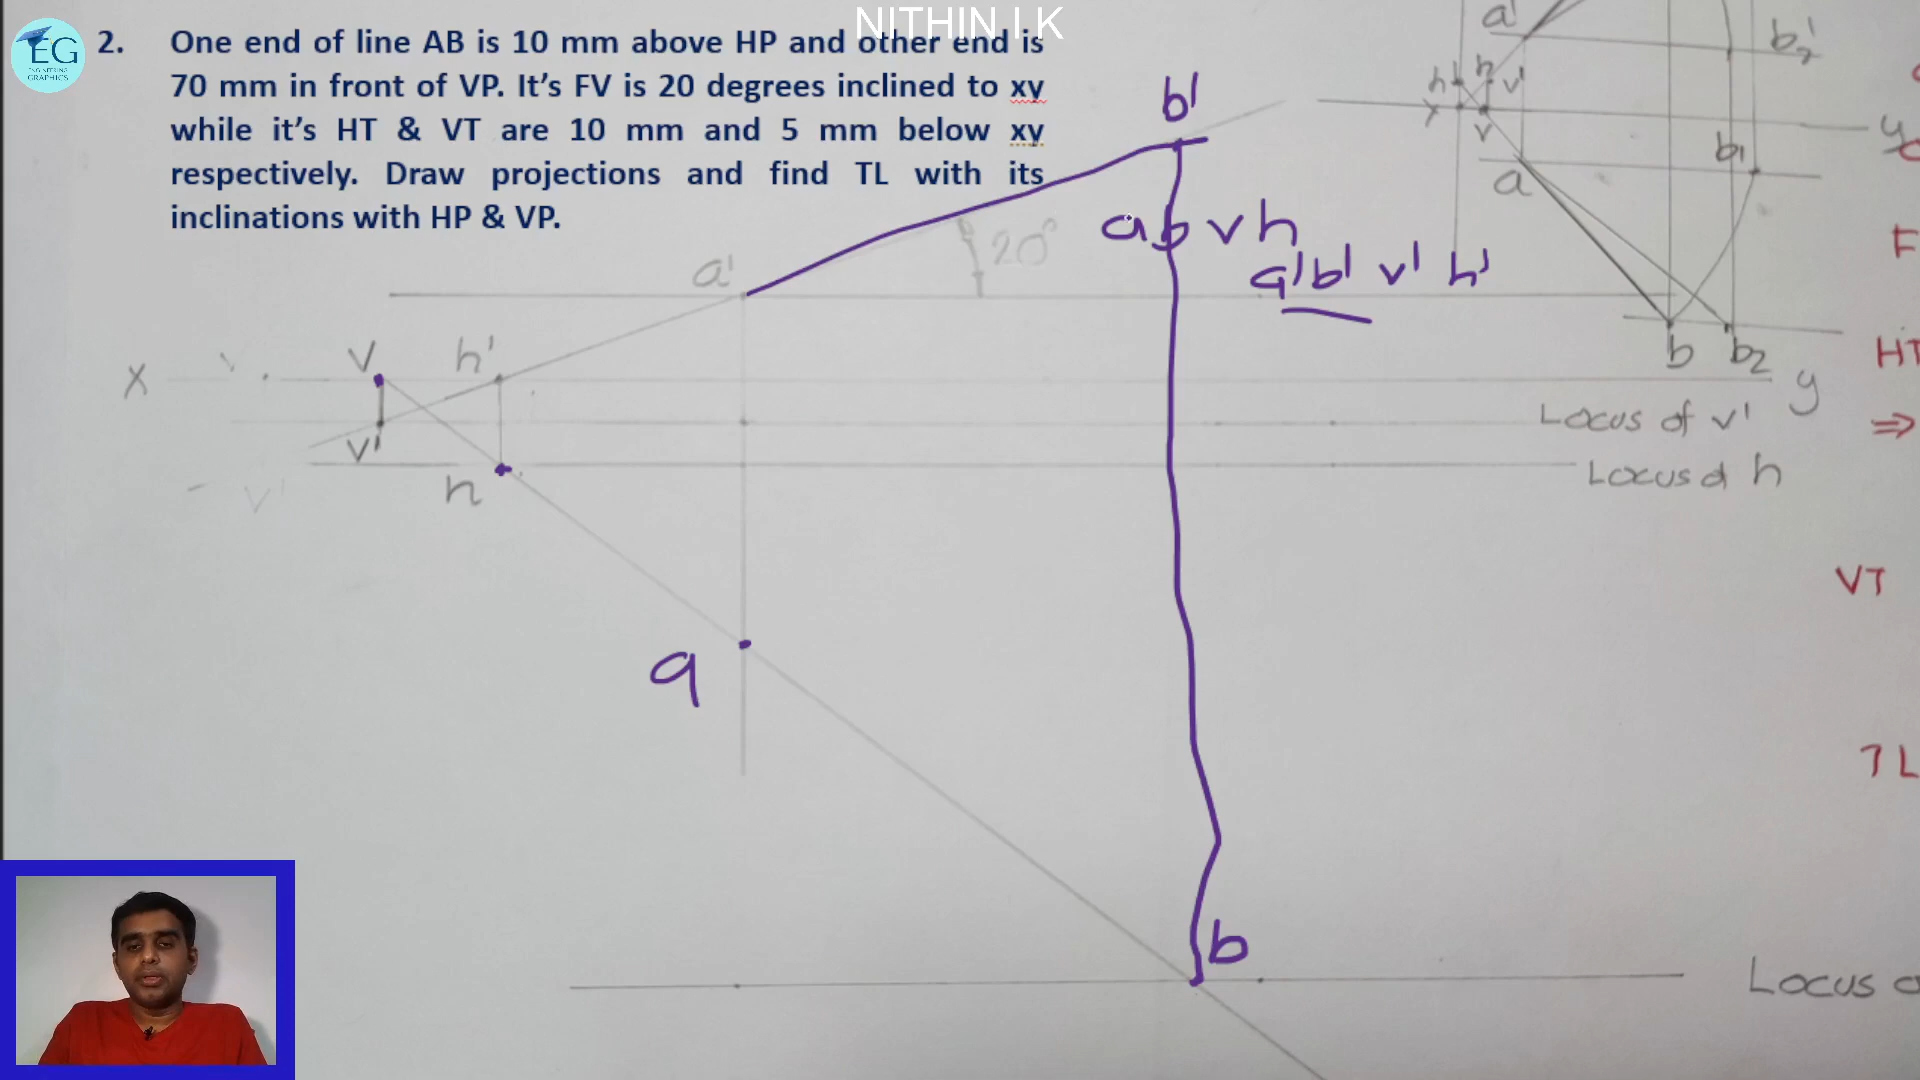 NITHIN.I.K
EG
ENGINEERING
GRAPHICS
2. One end of line AB is 10 mm above HP and other end is
70 mm in front of VP. It's FV is 20 degrees inclined to xy
while it's HT & VT are 10 mm and 5 mm below xy
respectively. Draw projections and find TL with its
inclinations with HP & VP.
b'
a b v h
a'b' v' h'
a'
20°
X
v
h'
v'
h
y
Locus of v'
Locus of h
a
b
Locus
a'
b2'
h'
h
v'
x
v
y
b1
a
b
b2
F
HT
⇒
VT
TL